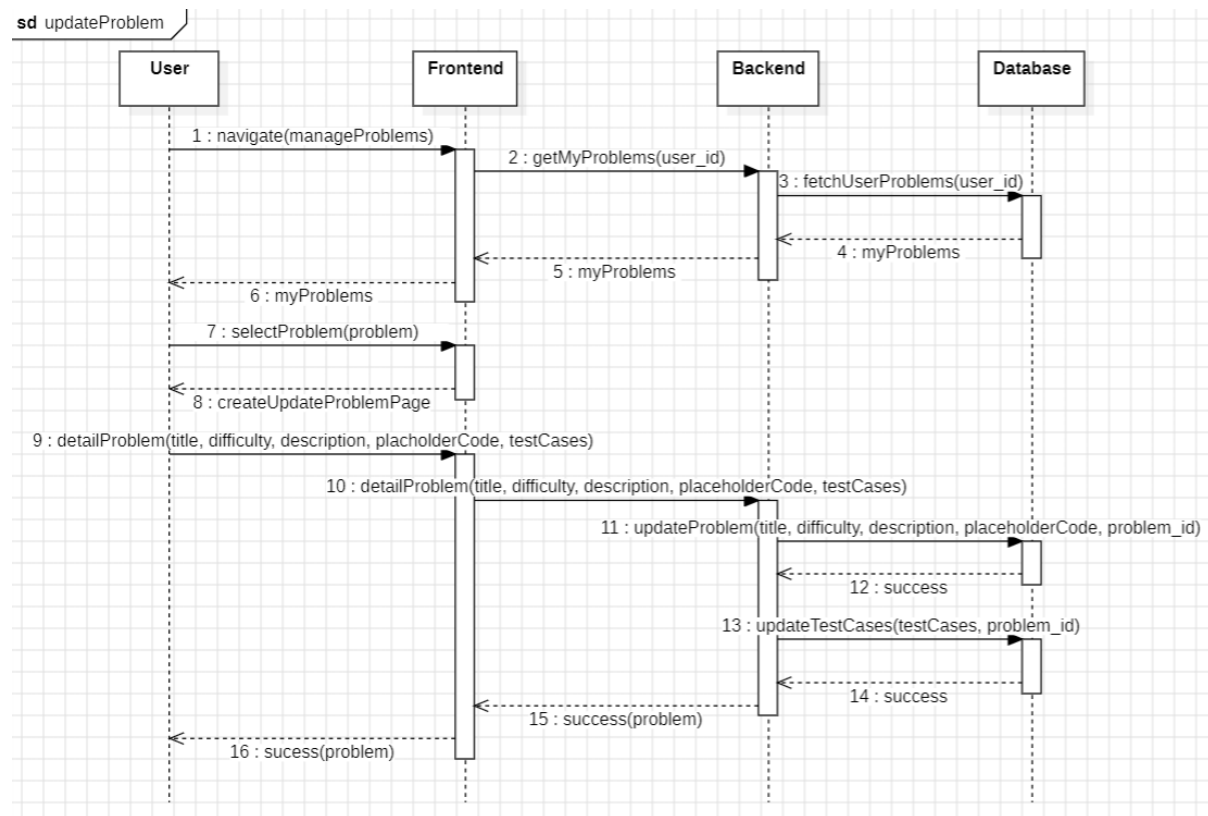 sd updateProblem
User
Frontend
Backend
Database
1 : navigate(manageProblems)
2 : getMyProblems(user_id)
3 : fetchUserProblems(user_id)
4 : myProblems
5 : myProblems
6 : myProblems
7 : selectProblem(problem)
8 : createUpdateProblemPage
9 : detailProblem(title, difficulty, description, placholderCode, testCases)
10 : detailProblem(title, difficulty, description, placeholderCode, testCases)
11 : updateProblem(title, difficulty, description, placeholderCode, problem_id)
12 : success
13 : updateTestCases(testCases, problem_id)
14 : success
15 : success(problem)
16 : sucess(problem)